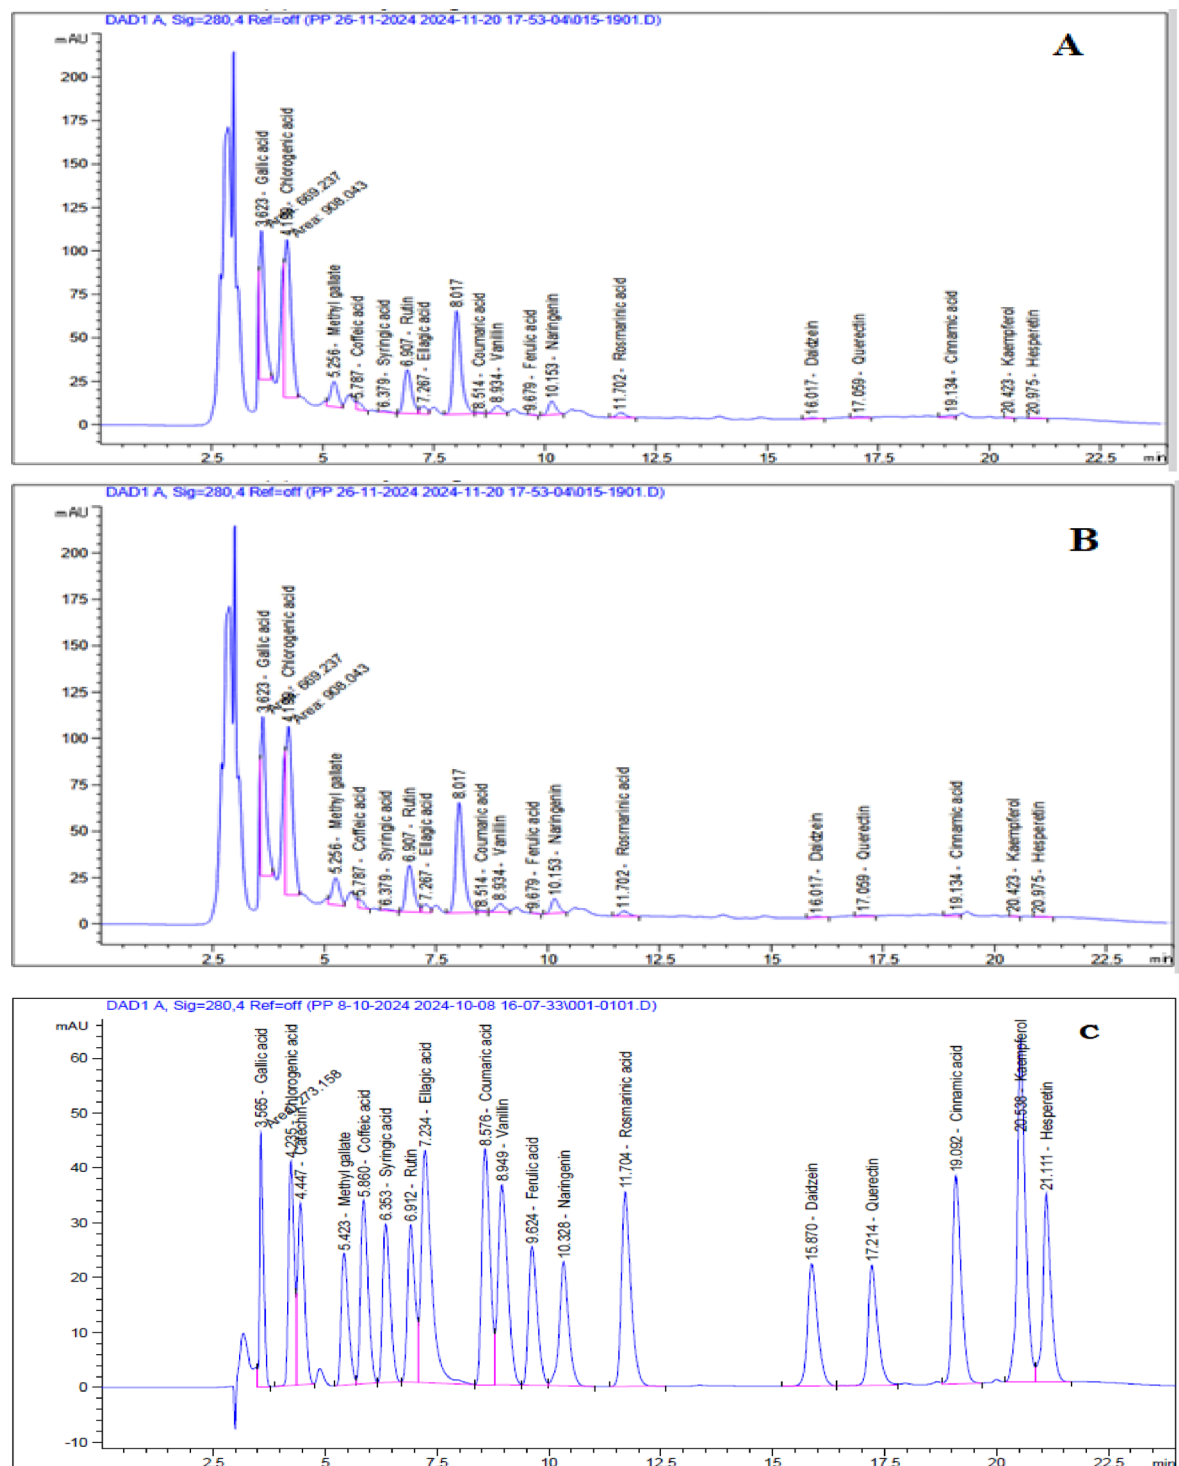 DAD1 A, Sig=280,4 Ref=off (PP 26-11-2024 2024-11-20 17-53-04\015-1901.D)
mAU
A
200
175
150
125
100
75
50
25
0
3.623 - Gallic acid
Area: 669.237
4.199 - Chlorogenic acid
Area: 908.043
5.256 - Methyl gallate
5.787 - Coffeic acid
6.379 - Syringic acid
6.907 - Rutin
7.267 - Ellagic acid
8.017
8.514 - Coumaric acid
8.934 - Vanillin
9.679 - Ferulic acid
10.153 - Naringenin
11.702 - Rosmarinic acid
16.017 - Daidzein
17.059 - Querectin
19.134 - Cinnamic acid
20.423 - Kaempferol
20.975 - Hesperetin
2.5 5 7.5 10 12.5 15 17.5 20 22.5 min
DAD1 A, Sig=280,4 Ref=off (PP 26-11-2024 2024-11-20 17-53-04\015-1901.D)
mAU
B
200
175
150
125
100
75
50
25
0
3.623 - Gallic acid
Area: 669.237
4.199 - Chlorogenic acid
Area: 908.043
5.256 - Methyl gallate
5.787 - Coffeic acid
6.379 - Syringic acid
6.907 - Rutin
7.267 - Ellagic acid
8.017
8.514 - Coumaric acid
8.934 - Vanillin
9.679 - Ferulic acid
10.153 - Naringenin
11.702 - Rosmarinic acid
16.017 - Daidzein
17.059 - Querectin
19.134 - Cinnamic acid
20.423 - Kaempferol
20.975 - Hesperetin
2.5 5 7.5 10 12.5 15 17.5 20 22.5 min
DAD1 A, Sig=280,4 Ref=off (PP 8-10-2024 2024-10-08 16-07-33\001-0101.D)
mAU
c
60
50
40
30
20
10
0
-10
3.565 - Gallic acid
Area: 273.158
4.235 - Chlorogenic acid
4.447 - Catechin
5.423 - Methyl gallate
5.860 - Coffeic acid
6.353 - Syringic acid
6.912 - Rutin
7.234 - Ellagic acid
8.576 - Coumaric acid
8.949 - Vanillin
9.624 - Ferulic acid
10.328 - Naringenin
11.704 - Rosmarinic acid
15.870 - Daidzein
17.214 - Querectin
19.092 - Cinnamic acid
20.538 - Kaempferol
21.111 - Hesperetin
2.5 5 7.5 10 12.5 15 17.5 20 22.5 min